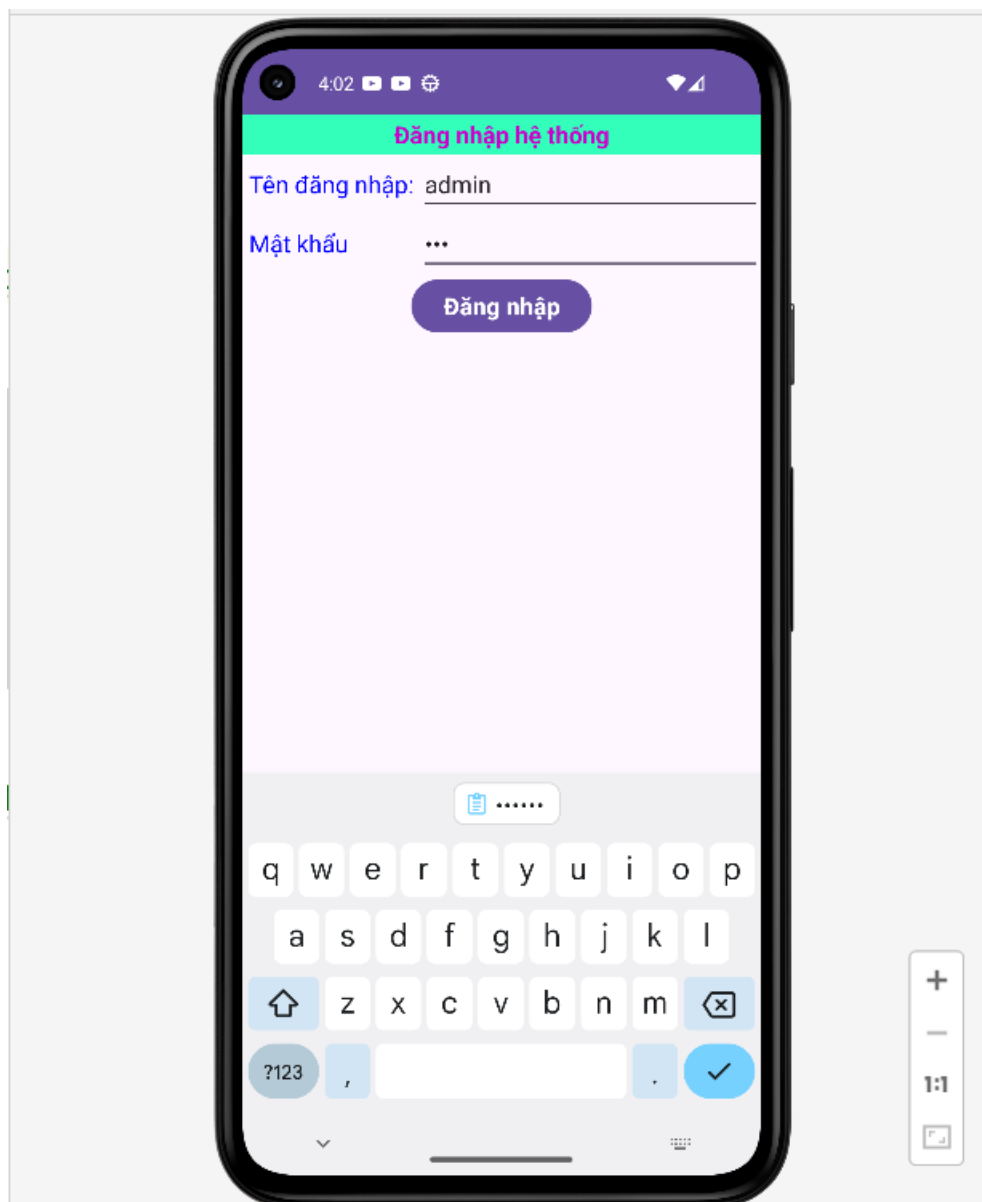 4:02
Đăng nhập hệ thống
Tên đăng nhập: admin
Mật khẩu •••
Đăng nhập
••••••
q w e r t y u i o p
a s d f g h j k l
z x c v b n m
?123 , .
1:1